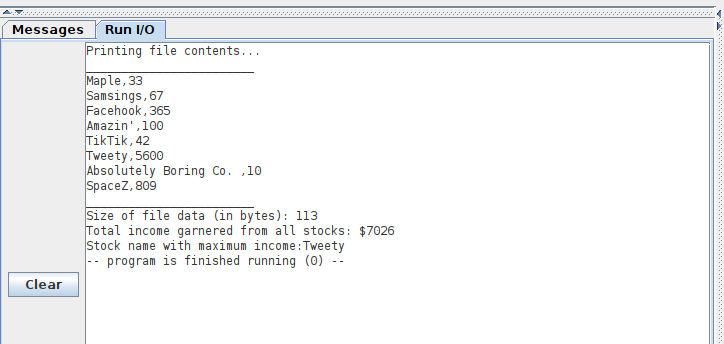 Messages
Run I/O
Printing file contents...
________________________
Maple,33
Samsings,67
Facehook,365
Amazin',100
TikTik,42
Tweety,5600
Absolutely Boring Co. ,10
SpaceZ,809
________________________
Size of file data (in bytes): 113
Total income garnered from all stocks: $7026
Stock name with maximum income:Tweety
-- program is finished running (0) --
Clear